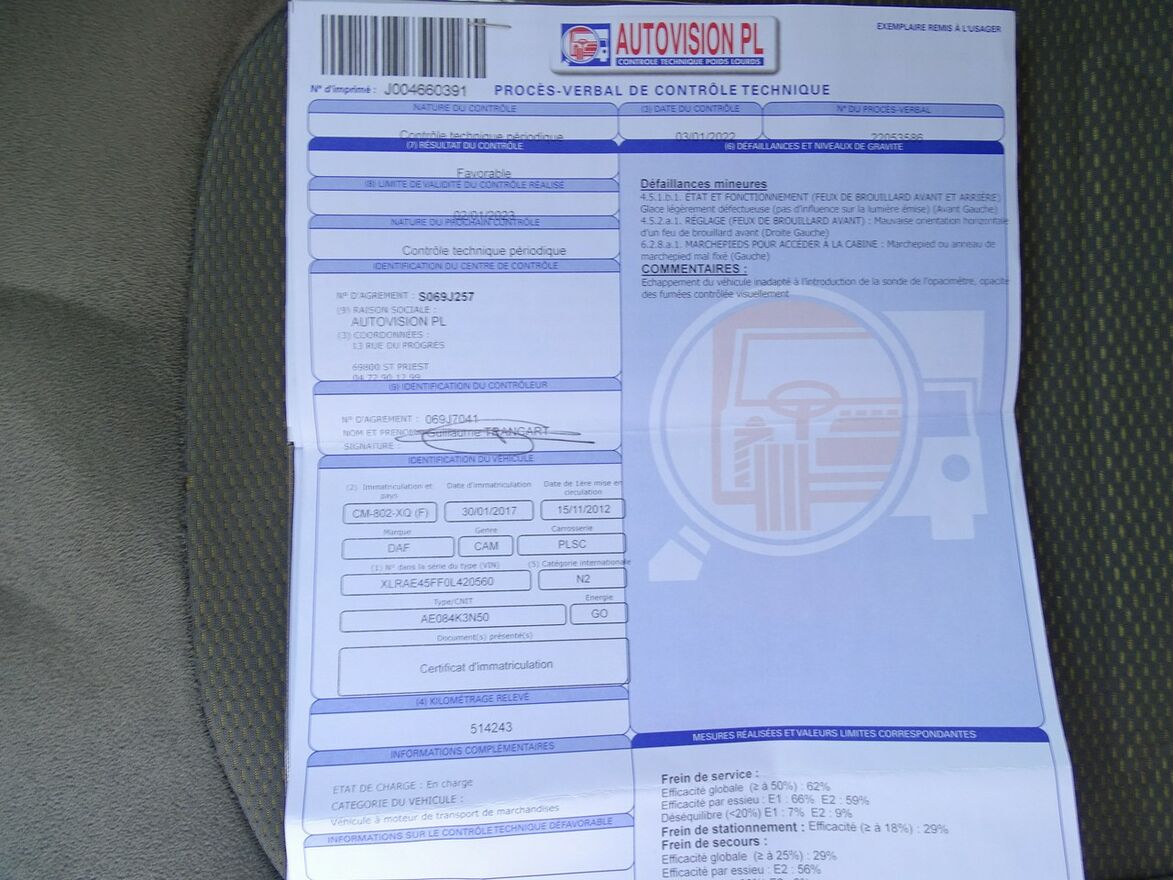 AUTOVISION PL
CONTROLE TECHNIQUE POIDS LOURDS
EXEMPLAIRE REMIS À L'USAGER
N° d'imprimé : J004660391
PROCÈS-VERBAL DE CONTRÔLE TECHNIQUE
NATURE DU CONTRÔLE
Contrôle technique périodique
(3) DATE DU CONTRÔLE
03/01/2022
N° DU PROCÈS-VERBAL
22053586
(7) RÉSULTAT DU CONTRÔLE
Favorable
(8) LIMITE DE VALIDITÉ DU CONTRÔLE RÉALISÉ
02/01/2023
NATURE DU PROCHAIN CONTRÔLE
Contrôle technique périodique
IDENTIFICATION DU CENTRE DE CONTRÔLE
N° D'AGREMENT : S069J257
(9) RAISON SOCIALE :
AUTOVISION PL
(3) COORDONNÉES :
13 RUE DU PROGRES
69800 ST PRIEST
04 72 90 12 99
(9) IDENTIFICATION DU CONTRÔLEUR
N° D'AGREMENT : 069J7041
NOM ET PRENOM Guillaume TRANCART
SIGNATURE :
IDENTIFICATION DU VÉHICULE
(2) Immatriculation et pays
Date d'immatriculation
Date de 1ère mise en circulation
CM-802-XQ (F)
30/01/2017
15/11/2012
Marque
Genre
Carrosserie
DAF
CAM
PLSC
(1) N° dans la série du type (VIN)
(5) Catégorie internationale
XLRAE45FF0L420560
N2
Type/CNIT
Energie
AE084K3N50
GO
Document(s) présenté(s)
Certificat d'immatriculation
(4) KILOMÉTRAGE RELEVÉ
514243
INFORMATIONS COMPLÉMENTAIRES
ETAT DE CHARGE : En charge
CATEGORIE DU VEHICULE :
Véhicule à moteur de transport de marchandises
INFORMATIONS SUR LE CONTRÔLE TECHNIQUE DÉFAVORABLE
(6) DÉFAILLANCES ET NIVEAUX DE GRAVITE
Défaillances mineures
4.5.1.b.1. ETAT ET FONCTIONNEMENT (FEUX DE BROUILLARD AVANT ET ARRIÈRE)
Glace légèrement défectueuse (pas d'influence sur la lumière émise) (Avant Gauche)
4.5.2.a.1. RÉGLAGE (FEUX DE BROUILLARD AVANT) : Mauvaise orientation horizontale
d'un feu de brouillard avant (Droite Gauche)
6.2.8.a.1. MARCHEPIEDS POUR ACCÉDER À LA CABINE : Marchepied ou anneau de
marchepied mal fixé (Gauche)
COMMENTAIRES :
Echappement du véhicule inadapté à l'introduction de la sonde de l'opacimètre, opacité
des fumées contrôlée visuellement
MESURES RÉALISÉES ET VALEURS LIMITES CORRESPONDANTES
Frein de service :
Efficacité globale (≥ à 50%) : 62%
Efficacité par essieu : E1 : 66% E2 : 59%
Déséquilibre (<20%) E1 : 7% E2 : 9%
Frein de stationnement : Efficacité (≥ à 18%) : 29%
Frein de secours :
Efficacité globale (≥ à 25%) : 29%
Efficacité par essieu : E2 : 56%